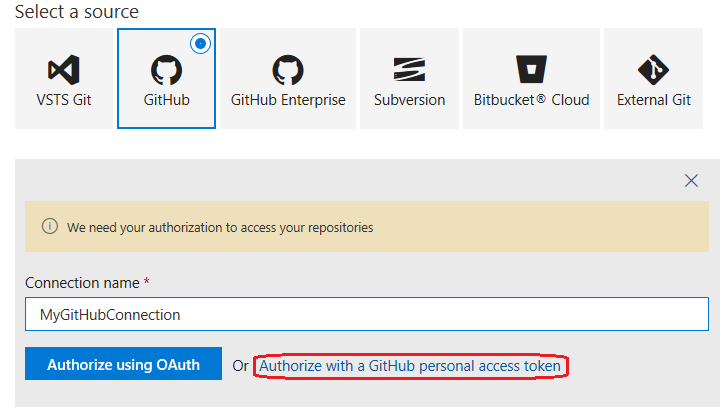 Select a source
VSTS Git
GitHub
GitHub Enterprise
Subversion
Bitbucket® Cloud
External Git
We need your authorization to access your repositories
Connection name *
MyGitHubConnection
Authorize using OAuth Or Authorize with a GitHub personal access token